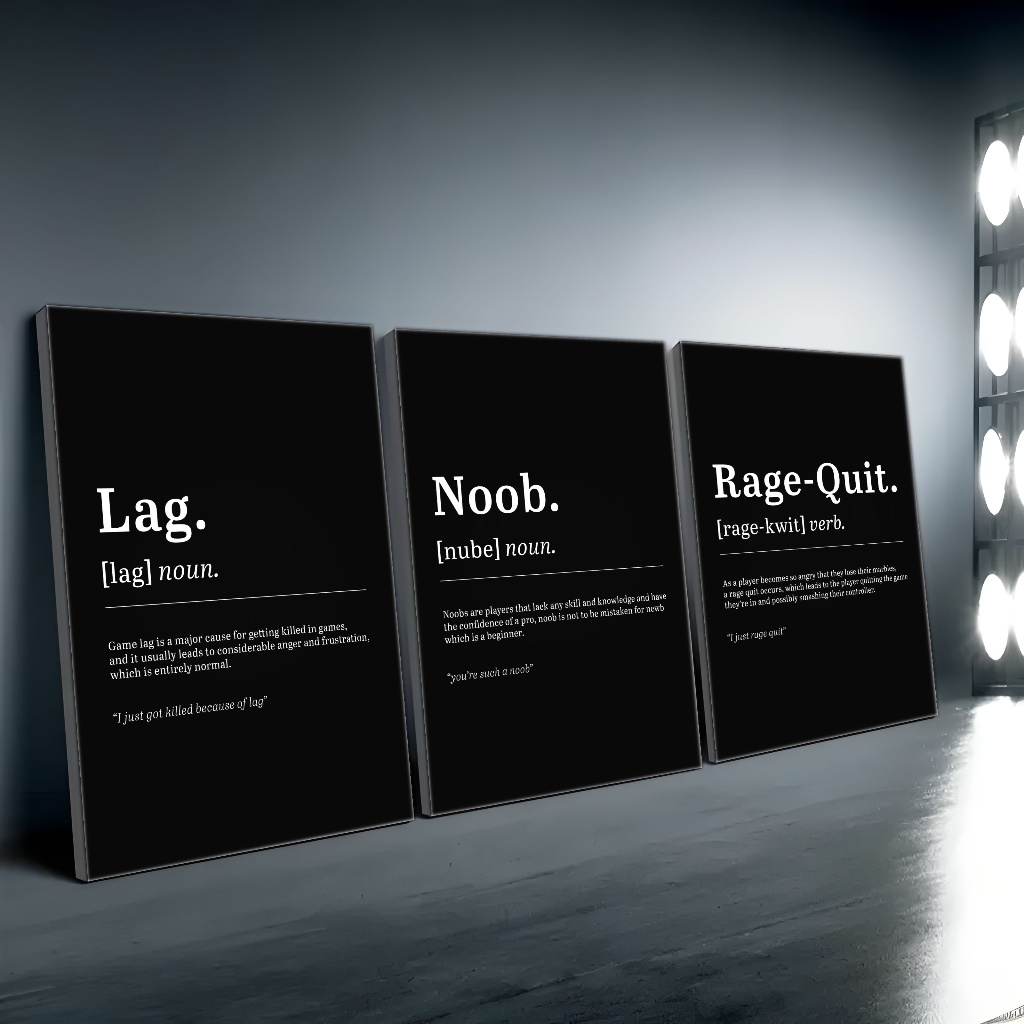 Lag.
[lag] noun.
Game lag is a major cause for getting killed in games,
and it usually leads to considerable anger and frustration,
which is entirely normal.
"I just got killed because of lag"
Noob.
[nube] noun.
Noobs are players that lack any skill and knowledge and have
the confidence of a pro, noob is not to be mistaken for newb
which is a beginner.
"you're such a noob"
Rage-Quit.
[rage-kwit] verb.
As a player becomes so angry that they lose their marbles,
a rage quit occurs, which leads to the player quitting the game
they're in and possibly smashing their controller.
"I just rage quit"